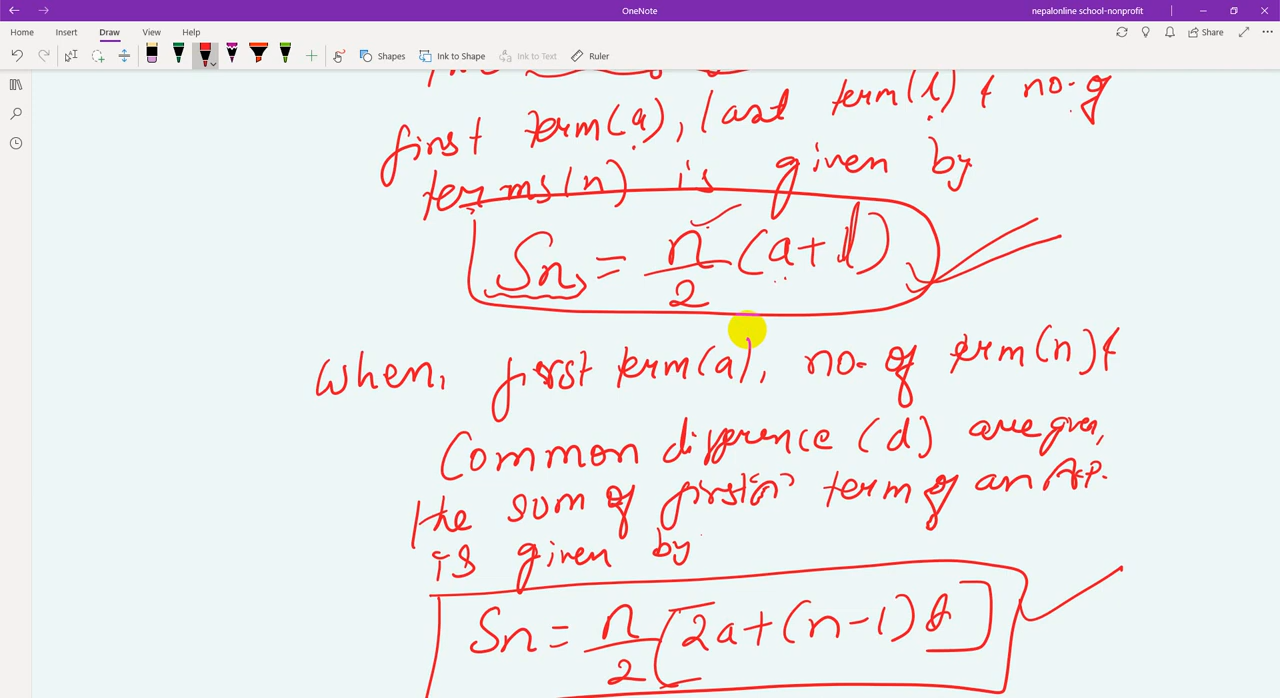 OneNote
nepalonline school-nonprofit
Home Insert Draw View Help
Shapes Ink to Shape Ink to Text Ruler Share
first term(a), last term(l) & no. of
terms(n) is given by
Sn = n/2 (a+l)
When, first term(a), no. of term(n) &
Common difference (d) are given,
the sum of first 'n' term of an A.P.
is given by
Sn = n/2 [2a+(n-1)d]